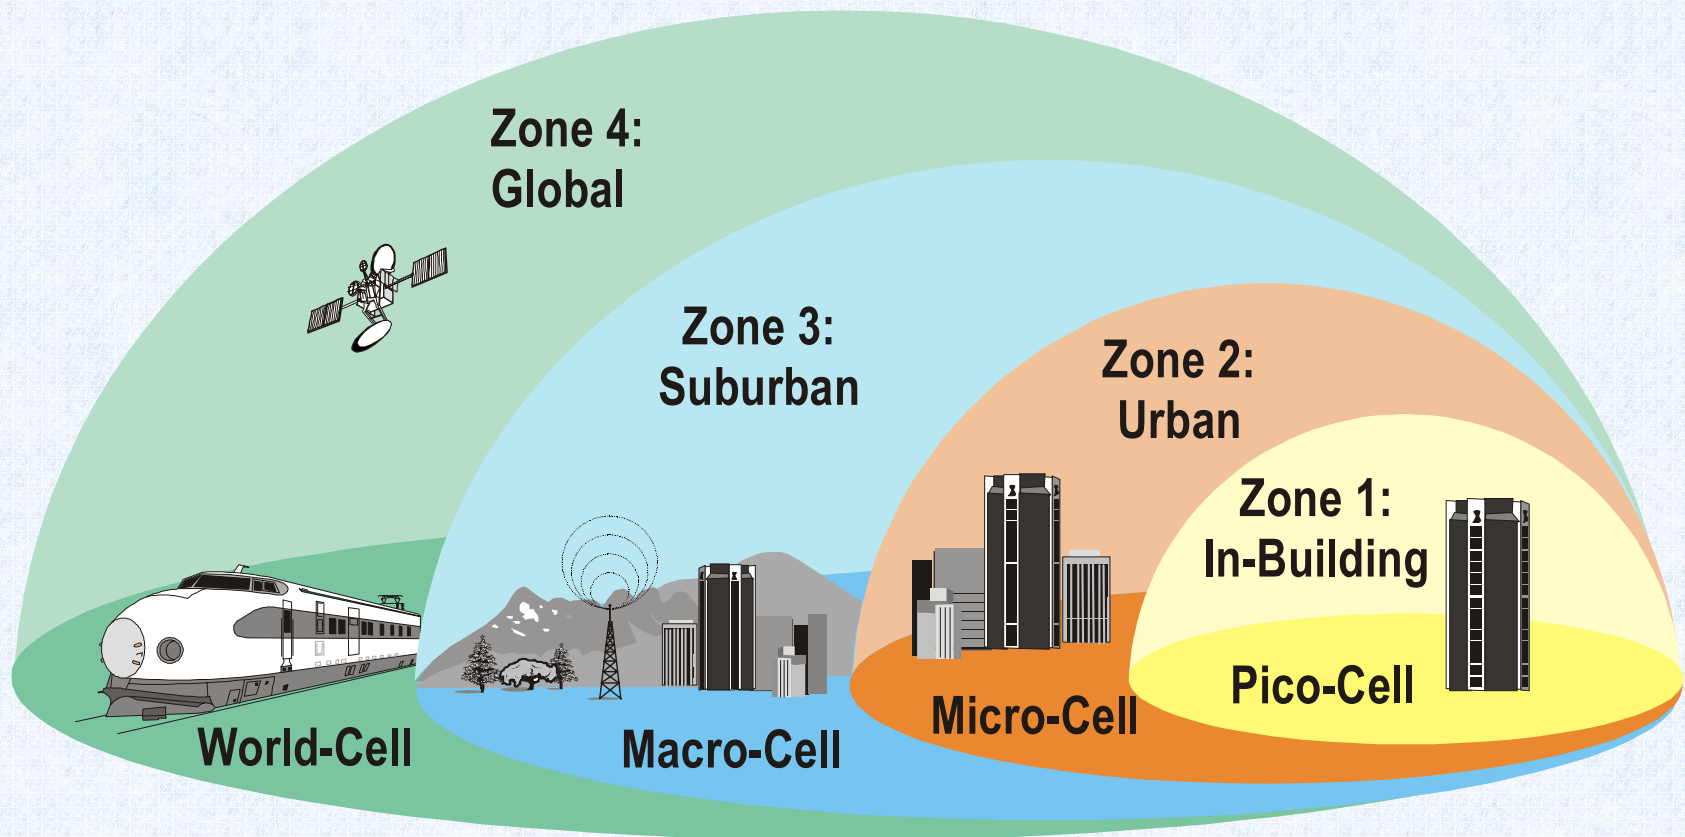 Zone 4:
Global
Zone 3:
Suburban
Zone 2:
Urban
Zone 1:
In-Building
World-Cell
Macro-Cell
Micro-Cell
Pico-Cell